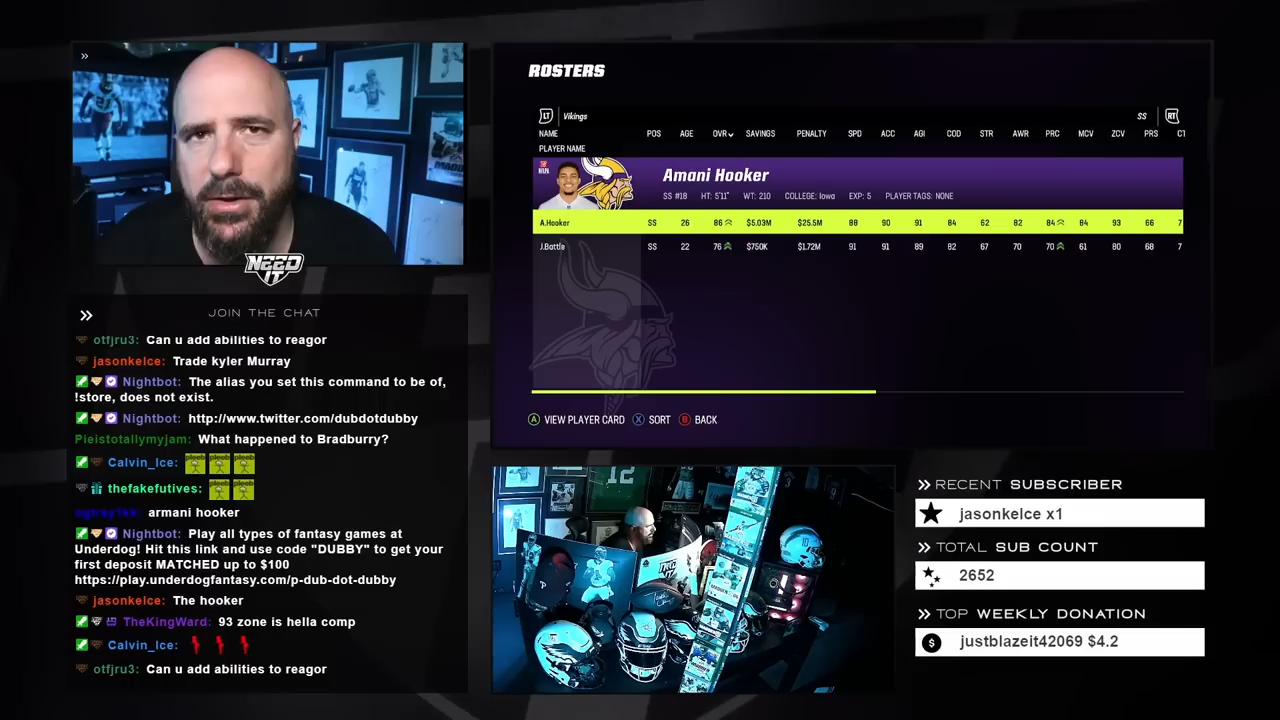 NEED
IT
JOIN THE CHAT
otfjru3: Can u add abilities to reagor
jasonkelce: Trade kyler Murray
Nightbot: The alias you set this command to be of,
!store, does not exist.
Nightbot: http://www.twitter.com/dubdotdubby
Pieistotallymyjam: What happened to Bradburry?
Calvin_Ice:
thefakefutives:
armani hooker
Nightbot: Play all types of fantasy games at
Underdog! Hit this link and use code "DUBBY" to get your
first deposit MATCHED up to $100
https://play.underdogfantasy.com/p-dub-dot-dubby
jasonkelce: The hooker
TheKingWard: 93 zone is hella comp
Calvin_Ice:
otfjru3: Can u add abilities to reagor
ROSTERS
LT Vikings SS RT
NAME POS AGE OVR SAVINGS PENALTY SPD ACC AGI COD STR AWR PRC MCV ZCV PRS CT
PLAYER NAME
Amani Hooker
SS #18 HT: 5'11" WT: 210 COLLEGE: Iowa EXP: 5 PLAYER TAGS: NONE
A.Hooker SS 26 86 $5.03M $25.5M 88 90 91 84 62 82 84 84 93 66 7
J.Battle SS 22 76 $750K $1.72M 91 91 89 82 67 70 70 61 80 68 7
A VIEW PLAYER CARD X SORT B BACK
12
RECENT SUBSCRIBER
jasonkelce x1
TOTAL SUB COUNT
2652
TOP WEEKLY DONATION
justblazeit42069 $4.2